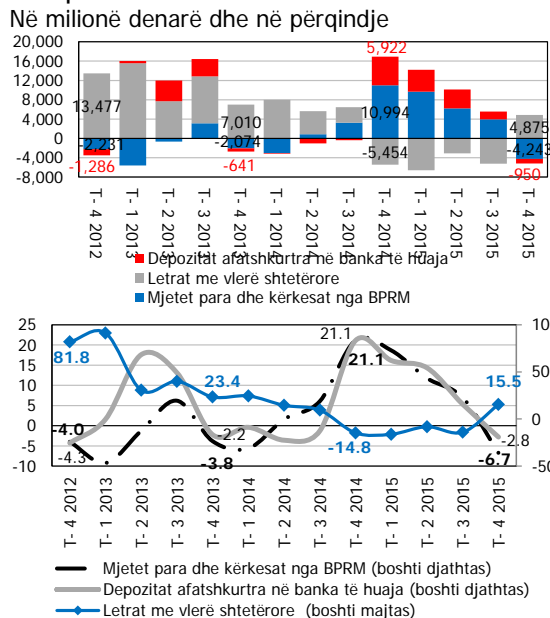 Në milionë denarë dhe në përqindje
20,000
16,000
12,000
8,000
4,000
0
-4,000
-8,000
13,477
-2,231
-1,286
7,010
-2,074
-641
5,922
10,994
-5,454
4,875
-4,243
-950
T- 4 2012
T- 1 2013
T- 2 2013
T- 3 2013
T- 4 2013
T- 1 2014
T- 2 2014
T- 3 2014
T- 4 2014
T- 1 2015
T- 2 2015
T- 3 2015
T- 4 2015
Depozitat afatshkurtra në banka të huaja
Letrat me vlerë shtetërore
Mjetet para dhe kërkesat nga BPRM
25
20
15
10
5
0
-5
-10
100
50
0
-50
81.8
-4.0
-4.3
23.4
-2.2
-3.8
21.1
21.1
-14.8
15.5
-2.8
-6.7
T- 4 2012
T- 1 2013
T- 2 2013
T- 3 2013
T- 4 2013
T- 1 2014
T- 2 2014
T- 3 2014
T- 4 2014
T- 1 2015
T- 2 2015
T- 3 2015
T- 4 2015
Mjetet para dhe kërkesat nga BPRM (boshti djathtas)
Depozitat afatshkurtra në banka të huaja (boshti djathtas)
Letrat me vlerë shtetërore (boshti majtas)